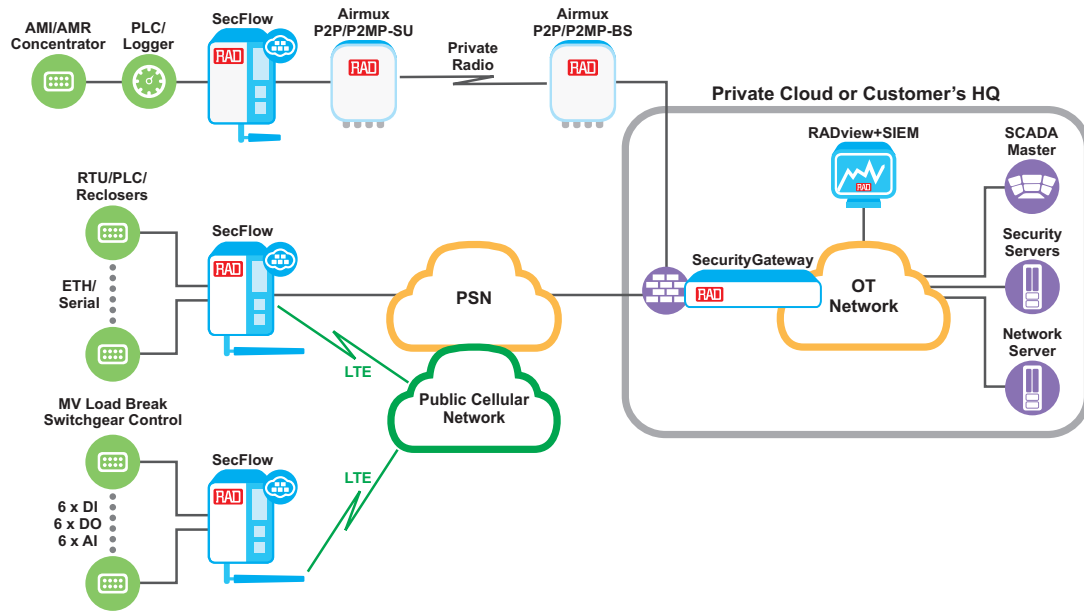 AMI/AMR
Concentrator
PLC/
Logger
SecFlow
RAD
Airmux
P2P/P2MP-SU
RAD
Private
Radio
Airmux
P2P/P2MP-BS
RAD
Private Cloud or Customer's HQ
RADview+SIEM
RAD
SCADA
Master
RTU/PLC/
Reclosers
ETH/
Serial
SecFlow
RAD
PSN
SecurityGateway
RAD
OT
Network
Security
Servers
Network
Server
LTE
Public Cellular
Network
MV Load Break
Switchgear Control
6 x DI
6 x DO
6 x AI
SecFlow
RAD
LTE